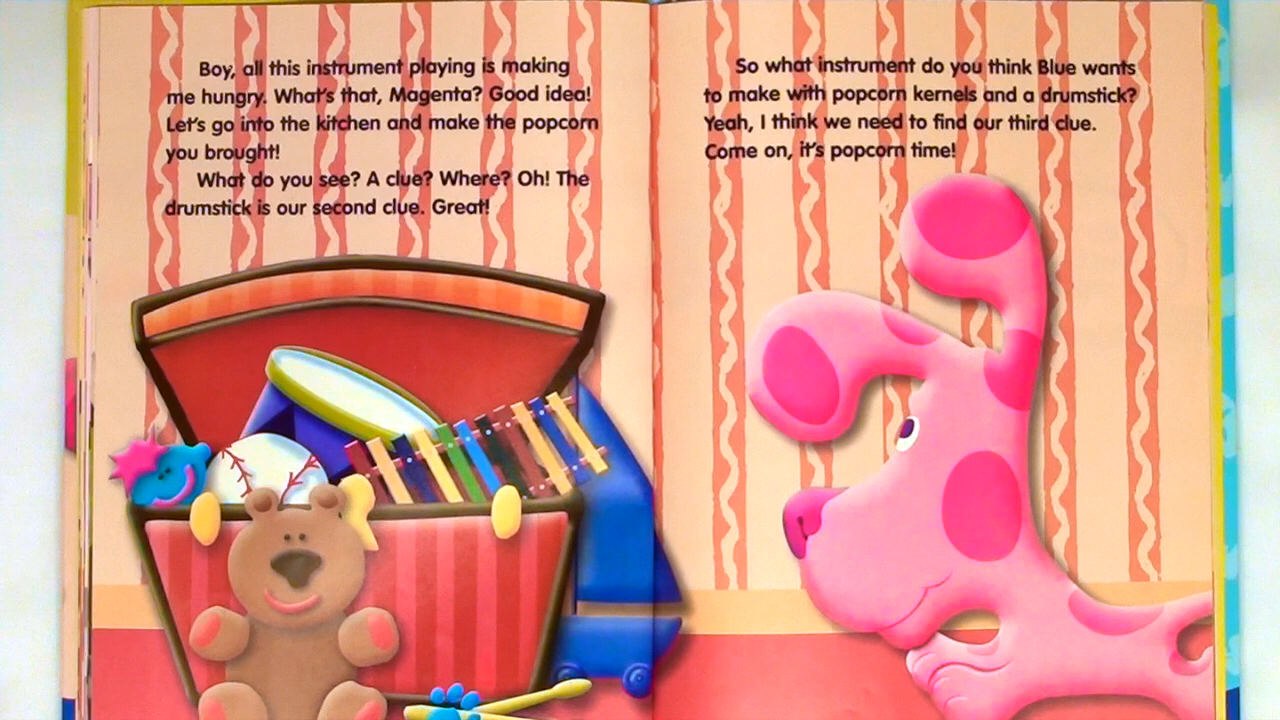 Boy, all this instrument playing is making
me hungry. What's that, Magenta? Good idea!
Let's go into the kitchen and make the popcorn
you brought!
What do you see? A clue? Where? Oh! The
drumstick is our second clue. Great!
So what instrument do you think Blue wants
to make with popcorn kernels and a drumstick?
Yeah, I think we need to find our third clue.
Come on, it's popcorn time!